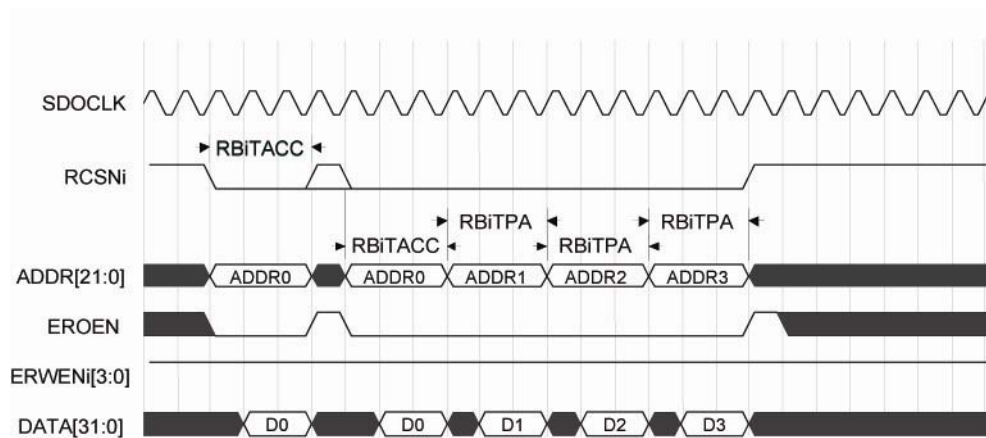 SDOCLK
RBiTACC
RCSNi
RBiTPA RBiTPA
RBiTACC RBiTPA
ADDR[21:0] ADDR0 ADDR0 ADDR1 ADDR2 ADDR3
EROEN
ERWENi[3:0]
DATA[31:0] D0 D0 D1 D2 D3